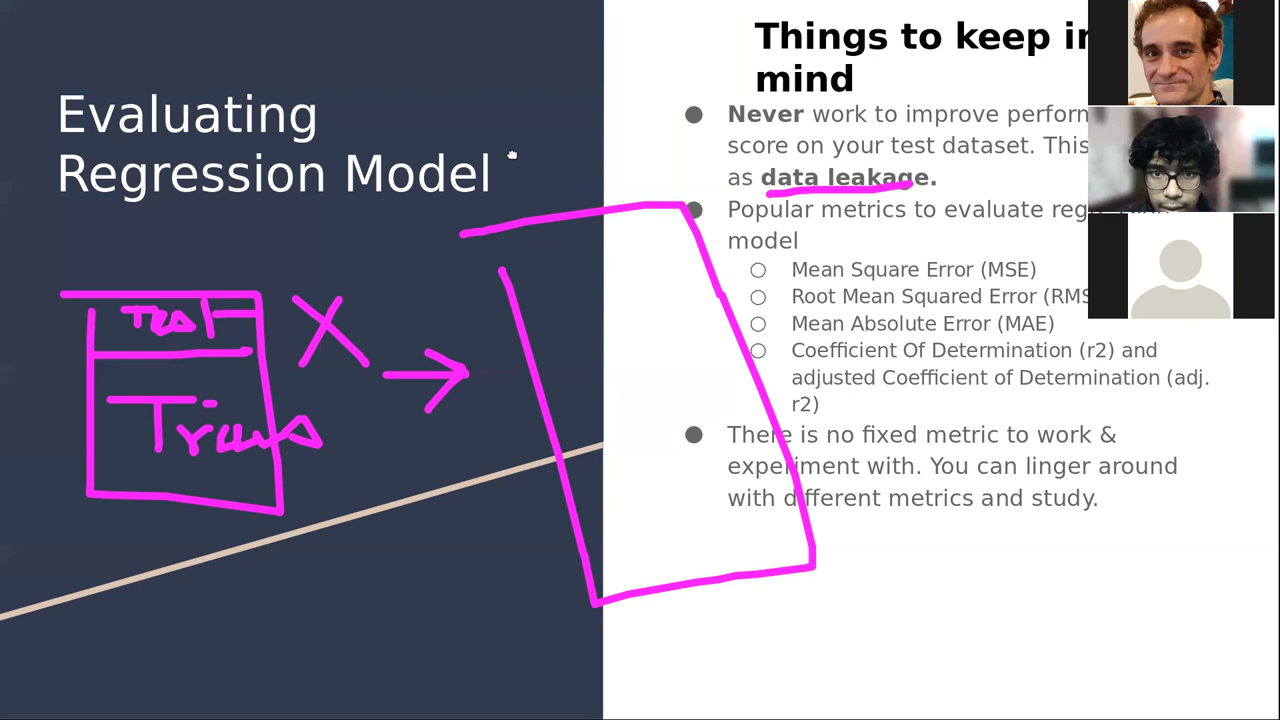 Evaluating
Regression Model
Things to keep in
mind
● Never work to improve perform
score on your test dataset. This
as data leakage.
● Popular metrics to evaluate
model
○ Mean Square Error (MSE)
○ Root Mean Squared Error (RMS
○ Mean Absolute Error (MAE)
○ Coefficient Of Determination (r2) and
adjusted Coefficient of Determination (adj.
r2)
● There is no fixed metric to work &
experiment with. You can linger around
with different metrics and study.
Test
X